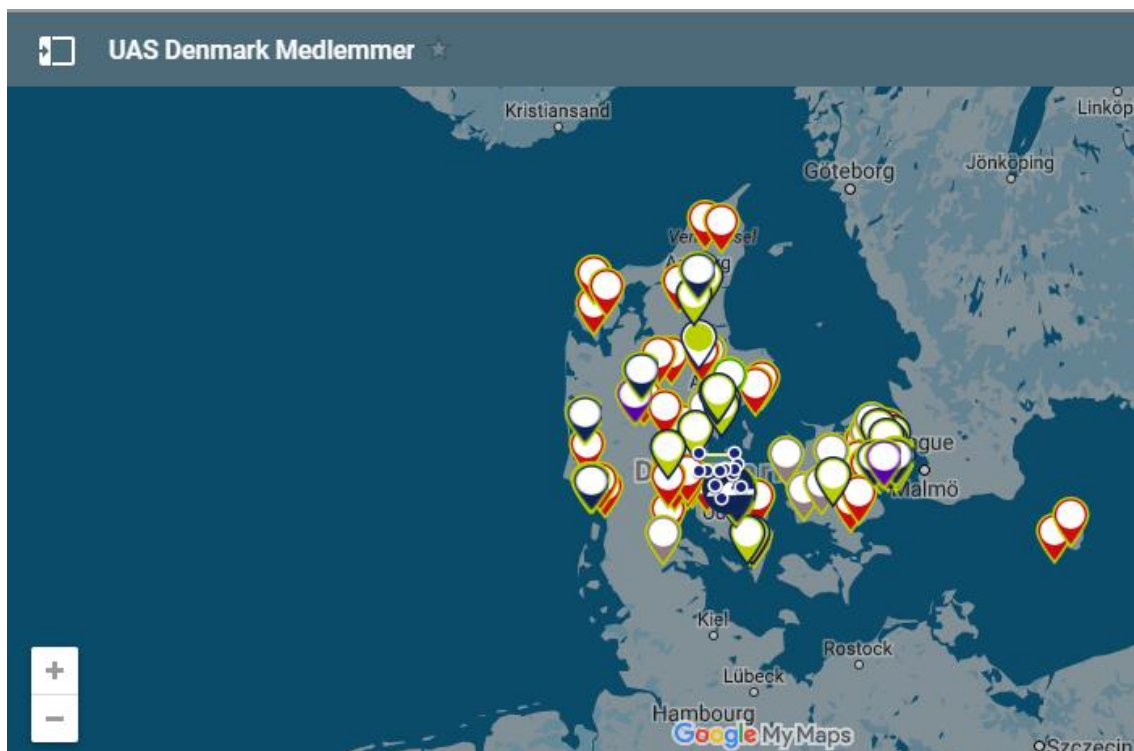 UAS Denmark Medlemmer
Kristiansand
Linköp
Jönköping
Göteborg
Malmö
Kiel
Rostock
Lübeck
Hambourg
Google My Maps
Szczecin
+
−